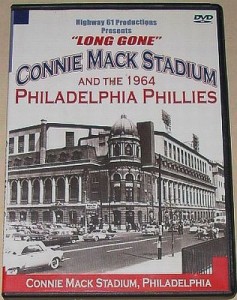 Highway 61 Productions
Presents
DVD
"LONG GONE"
CONNIE MACK STADIUM
AND THE 1964
PHILADELPHIA PHILLIES
CONNIE MACK STADIUM, PHILADELPHIA